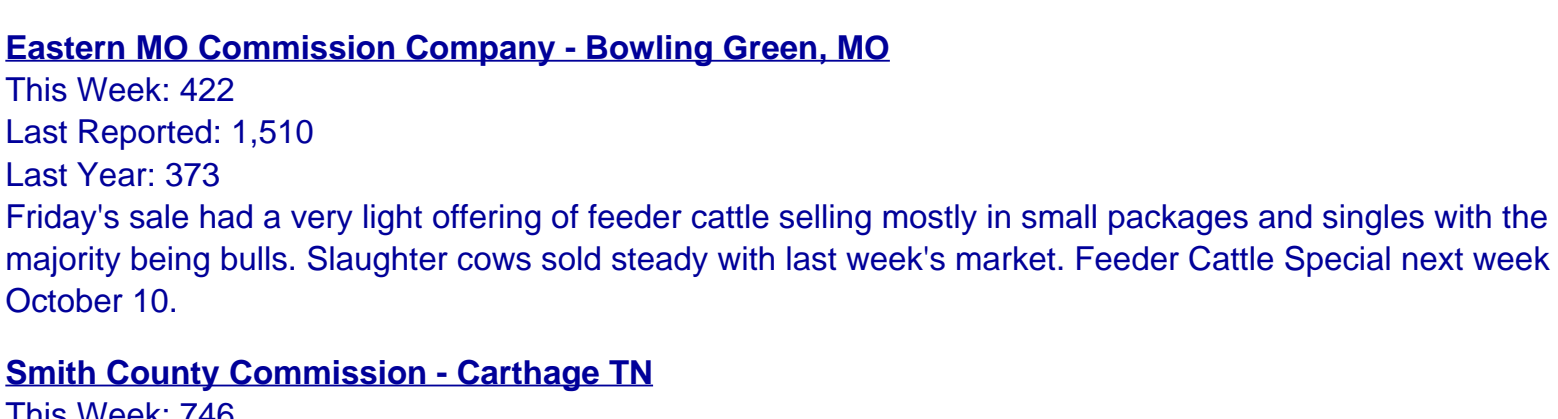 Eastern MO Commission Company - Bowling Green, MO
This Week: 422
Last Reported: 1,510
Last Year: 373
Friday's sale had a very light offering of feeder cattle selling mostly in small packages and singles with the
majority being bulls. Slaughter cows sold steady with last week's market. Feeder Cattle Special next week
October 10.
Smith County Commission - Carthage TN
This Week: 746